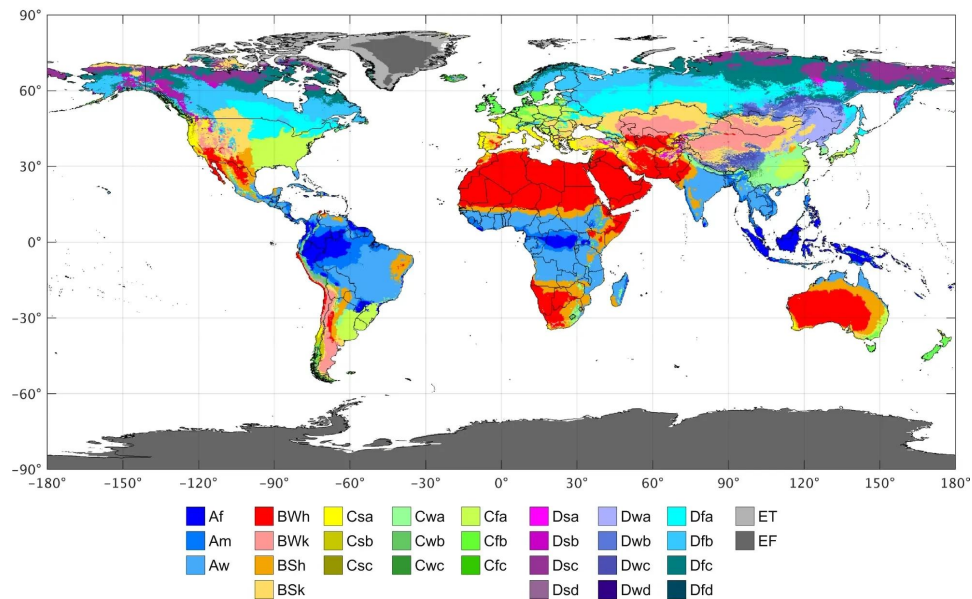 90°
60°
30°
0°
−30°
−60°
−90°
−180° −150° −120° −90° −60° −30° 0° 30° 60° 90° 120° 150° 180°
Af BWh Csa Cwa Cfa Dsa Dwa Dfa ET
Am BWk Csb Cwb Cfb Dsb Dwb Dfb EF
Aw BSh Csc Cwc Cfc Dsc Dwc Dfc
BSk Dsd Dwd Dfd